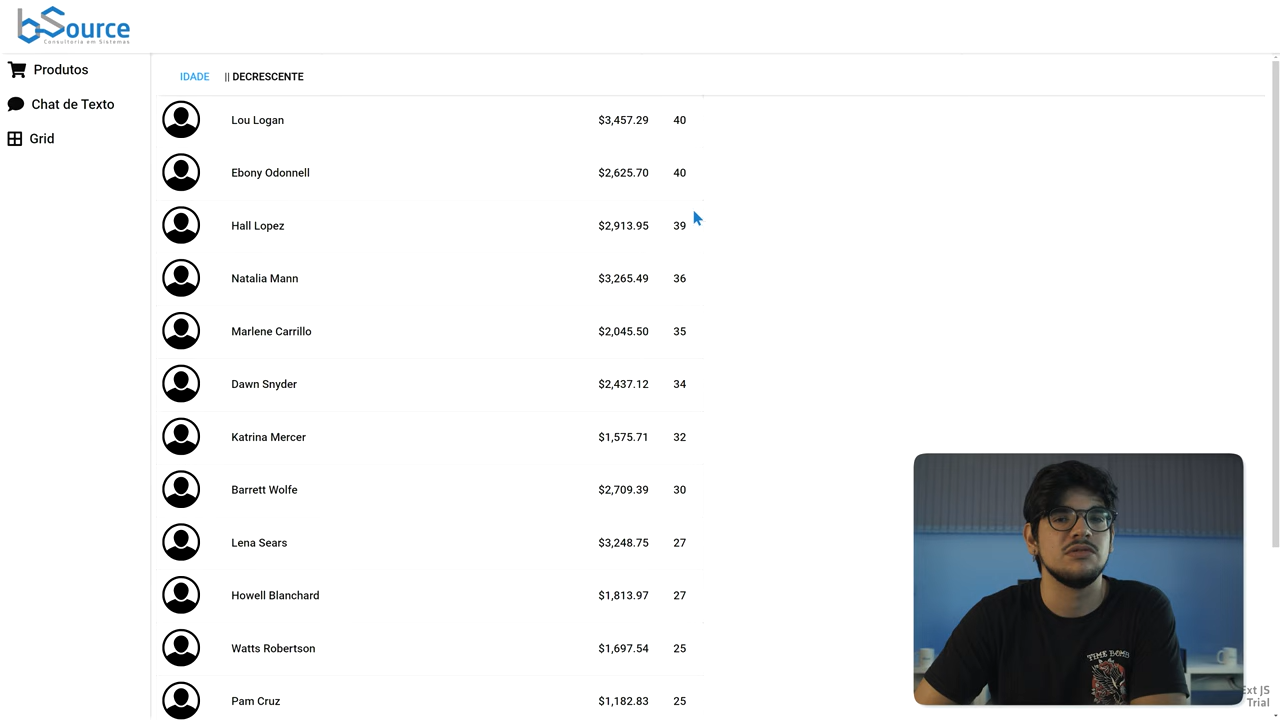 bSource
Consultoria em Sistemas
Produtos
Chat de Texto
Grid
IDADE || DECRESCENTE
Lou Logan $3,457.29 40
Ebony Odonnell $2,625.70 40
Hall Lopez $2,913.95 39
Natalia Mann $3,265.49 36
Marlene Carrillo $2,045.50 35
Dawn Snyder $2,437.12 34
Katrina Mercer $1,575.71 32
Barrett Wolfe $2,709.39 30
Lena Sears $3,248.75 27
Howell Blanchard $1,813.97 27
Watts Robertson $1,697.54 25
Pam Cruz $1,182.83 25
TIME BOMB
Ext JS
Trial